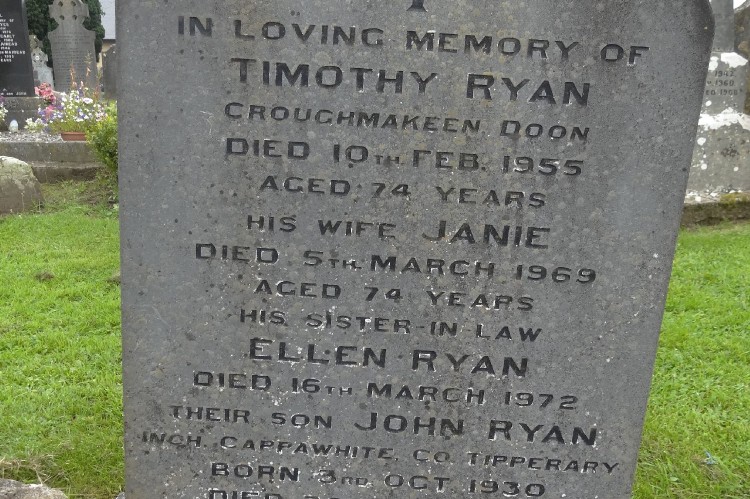 IN LOVING MEMORY OF
TIMOTHY RYAN
CROUGHMAKEEN DOON
DIED 10TH FEB. 1955
AGED 74 YEARS
HIS WIFE JANIE
DIED 5TH MARCH 1969
AGED 74 YEARS
HIS SISTER-IN LAW
ELLEN RYAN
DIED 16TH MARCH 1972
THEIR SON JOHN RYAN
INCH, CAPPAWHITE, CO TIPPERARY
BORN 3RD OCT 1930
DIED